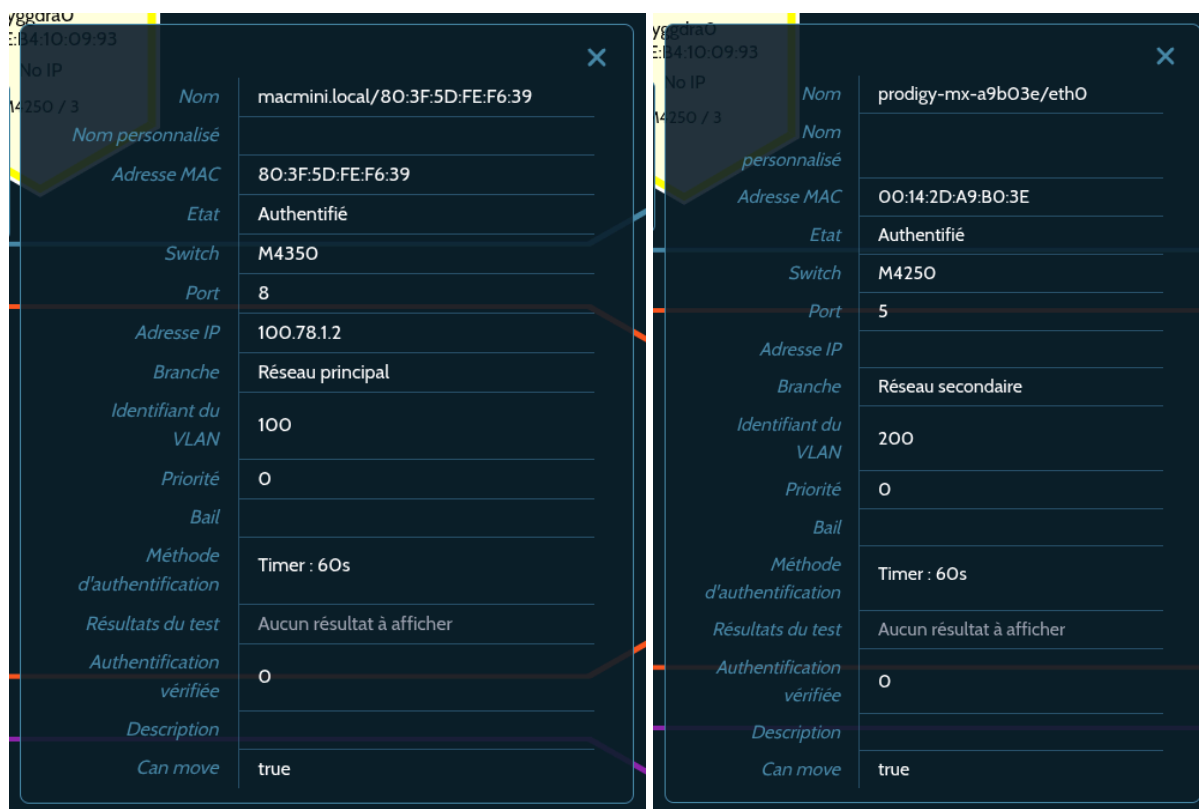 yggdra0
E:B4:10:09:93
No IP
M4250 / 3
Nom macmini.local/80:3F:5D:FE:F6:39
Nom personnalisé
Adresse MAC 80:3F:5D:FE:F6:39
Etat Authentifié
Switch M4350
Port 8
Adresse IP 100.78.1.2
Branche Réseau principal
Identifiant du
VLAN
100
Priorité 0
Bail
Méthode
d'authentification
Timer : 60s
Résultats du test Aucun résultat à afficher
Authentification
vérifiée
0
Description
Can move true
yggdra0
E:B4:10:09:93
No IP
M4250 / 3
Nom prodigy-mx-a9b03e/eth0
Nom
personnalisé
Adresse MAC 00:14:2D:A9:B0:3E
Etat Authentifié
Switch M4250
Port 5
Adresse IP
Branche Réseau secondaire
Identifiant du
VLAN
200
Priorité 0
Bail
Méthode
d'authentification
Timer : 60s
Résultats du test Aucun résultat à afficher
Authentification
vérifiée
0
Description
Can move true